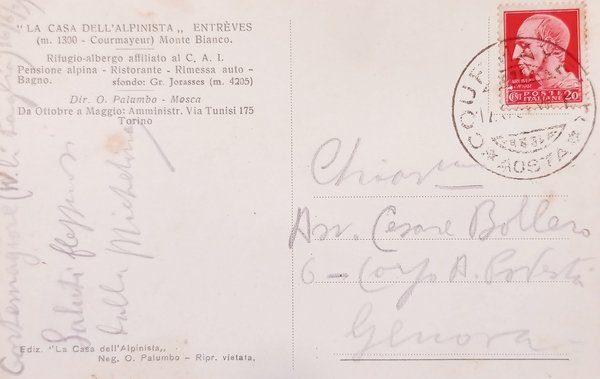 "LA CASA DELL'ALPINISTA,, ENTRÈVES
(m. 1300 - Courmayeur) Monte Bianco.
Rifugio-albergo affiliato al C. A. I.
Pensione alpina - Ristorante - Rimessa auto -
Bagno. sfondo: Gr. Jorasses (m. 4205)
Dir. O. Palumbo - Mosca
Da Ottobre a Maggio: Amministr. Via Tunisi 175
Torino
Saluti
dalla
Ediz. "La Casa dell'Alpinista,,
Neg. O. Palumbo - Ripr. vietata.
POSTE
ITALIANE
20
AOSTA
Avv. Cesare Bollero
6 - Corso A. Podestà
Genova